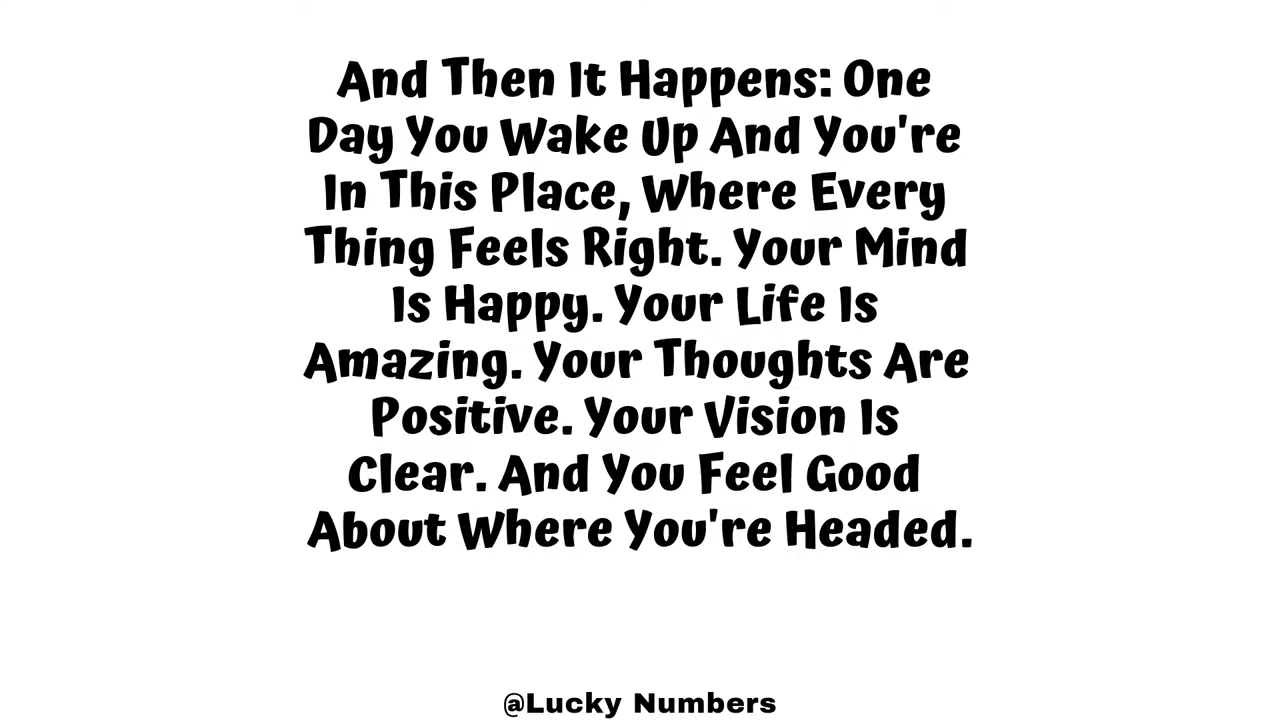 And Then It Happens: One
Day You Wake Up And You're
In This Place, Where Every
Thing Feels Right. Your Mind
Is Happy. Your Life Is
Amazing. Your Thoughts Are
Positive. Your Vision Is
Clear. And You Feel Good
About Where You're Headed.
@Lucky Numbers